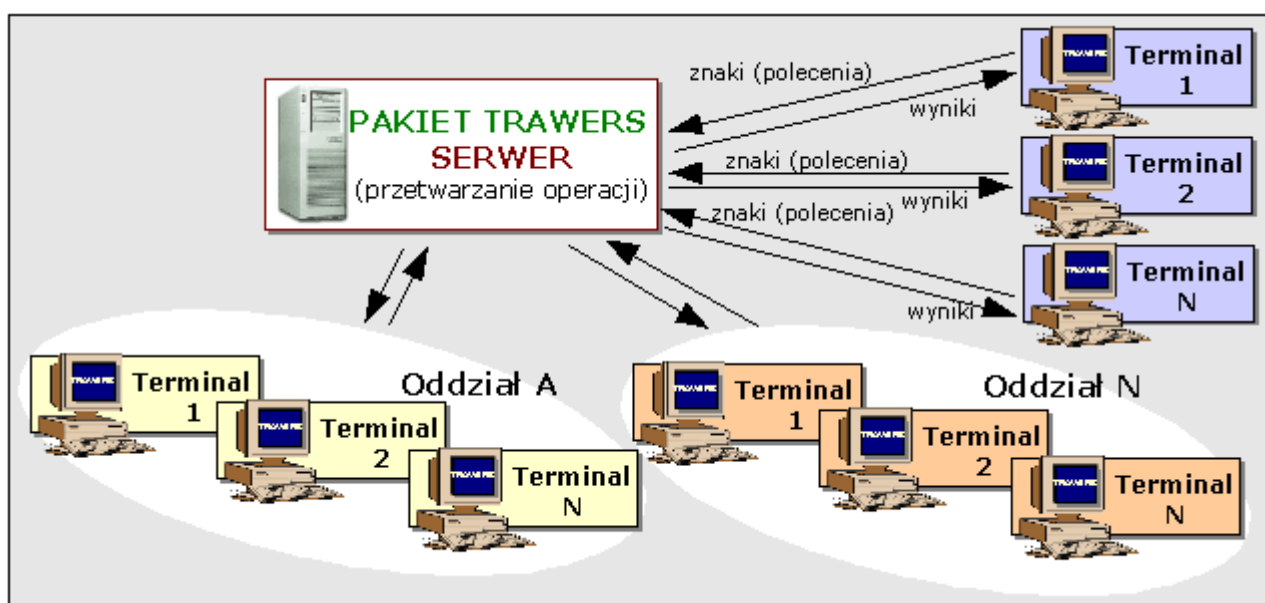 PAKIET TRAWERS
SERWER
(przetwarzanie operacji)
znaki (polecenia)
wyniki
Terminal
1
znaki (polecenia)
wyniki
Terminal
2
znaki (polecenia)
wyniki
Terminal
N
Oddział A
Terminal
1
Terminal
2
Terminal
N
Oddział N
Terminal
1
Terminal
2
Terminal
N